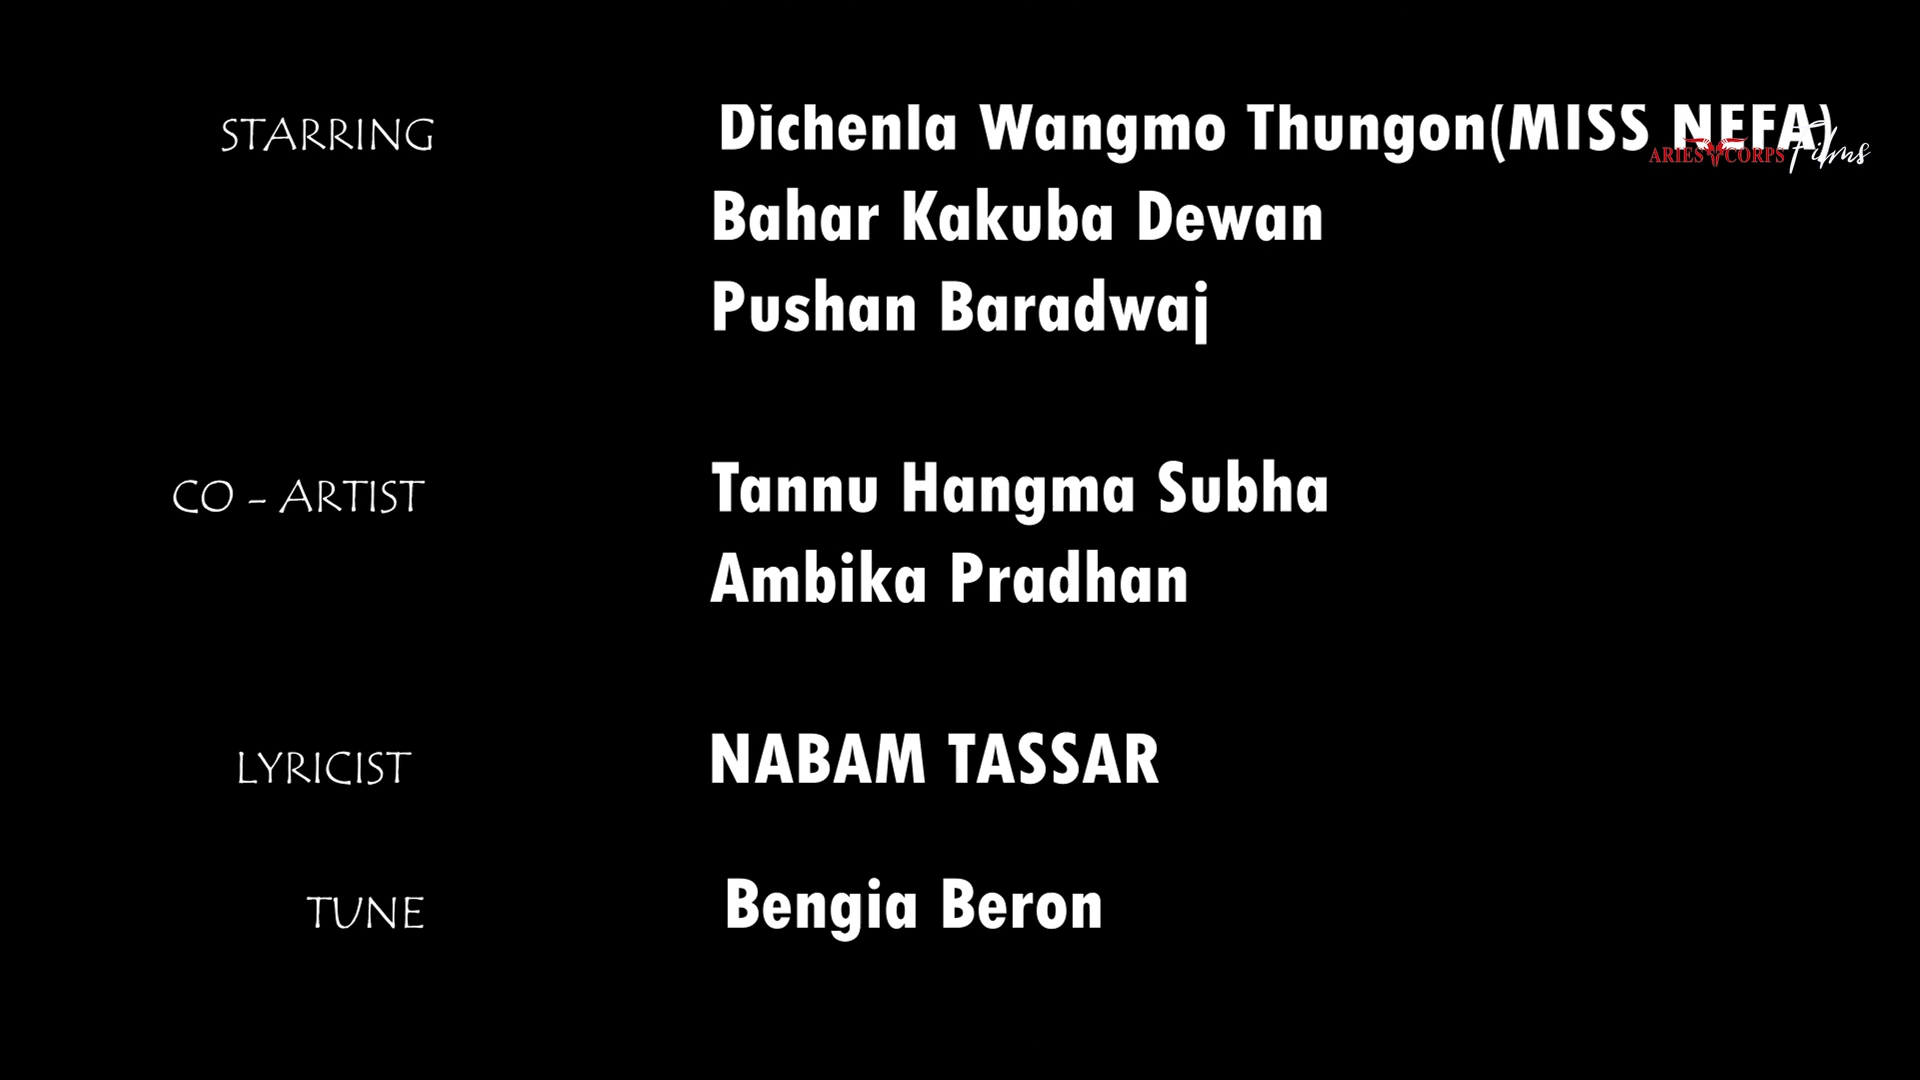 STARRING Dichenla Wangmo Thungon(MISS NEFA)
ARIES CORPS Films
Bahar Kakuba Dewan
Pushan Baradwaj
CO - ARTIST Tannu Hangma Subha
Ambika Pradhan
LYRICIST NABAM TASSAR
TUNE Bengia Beron